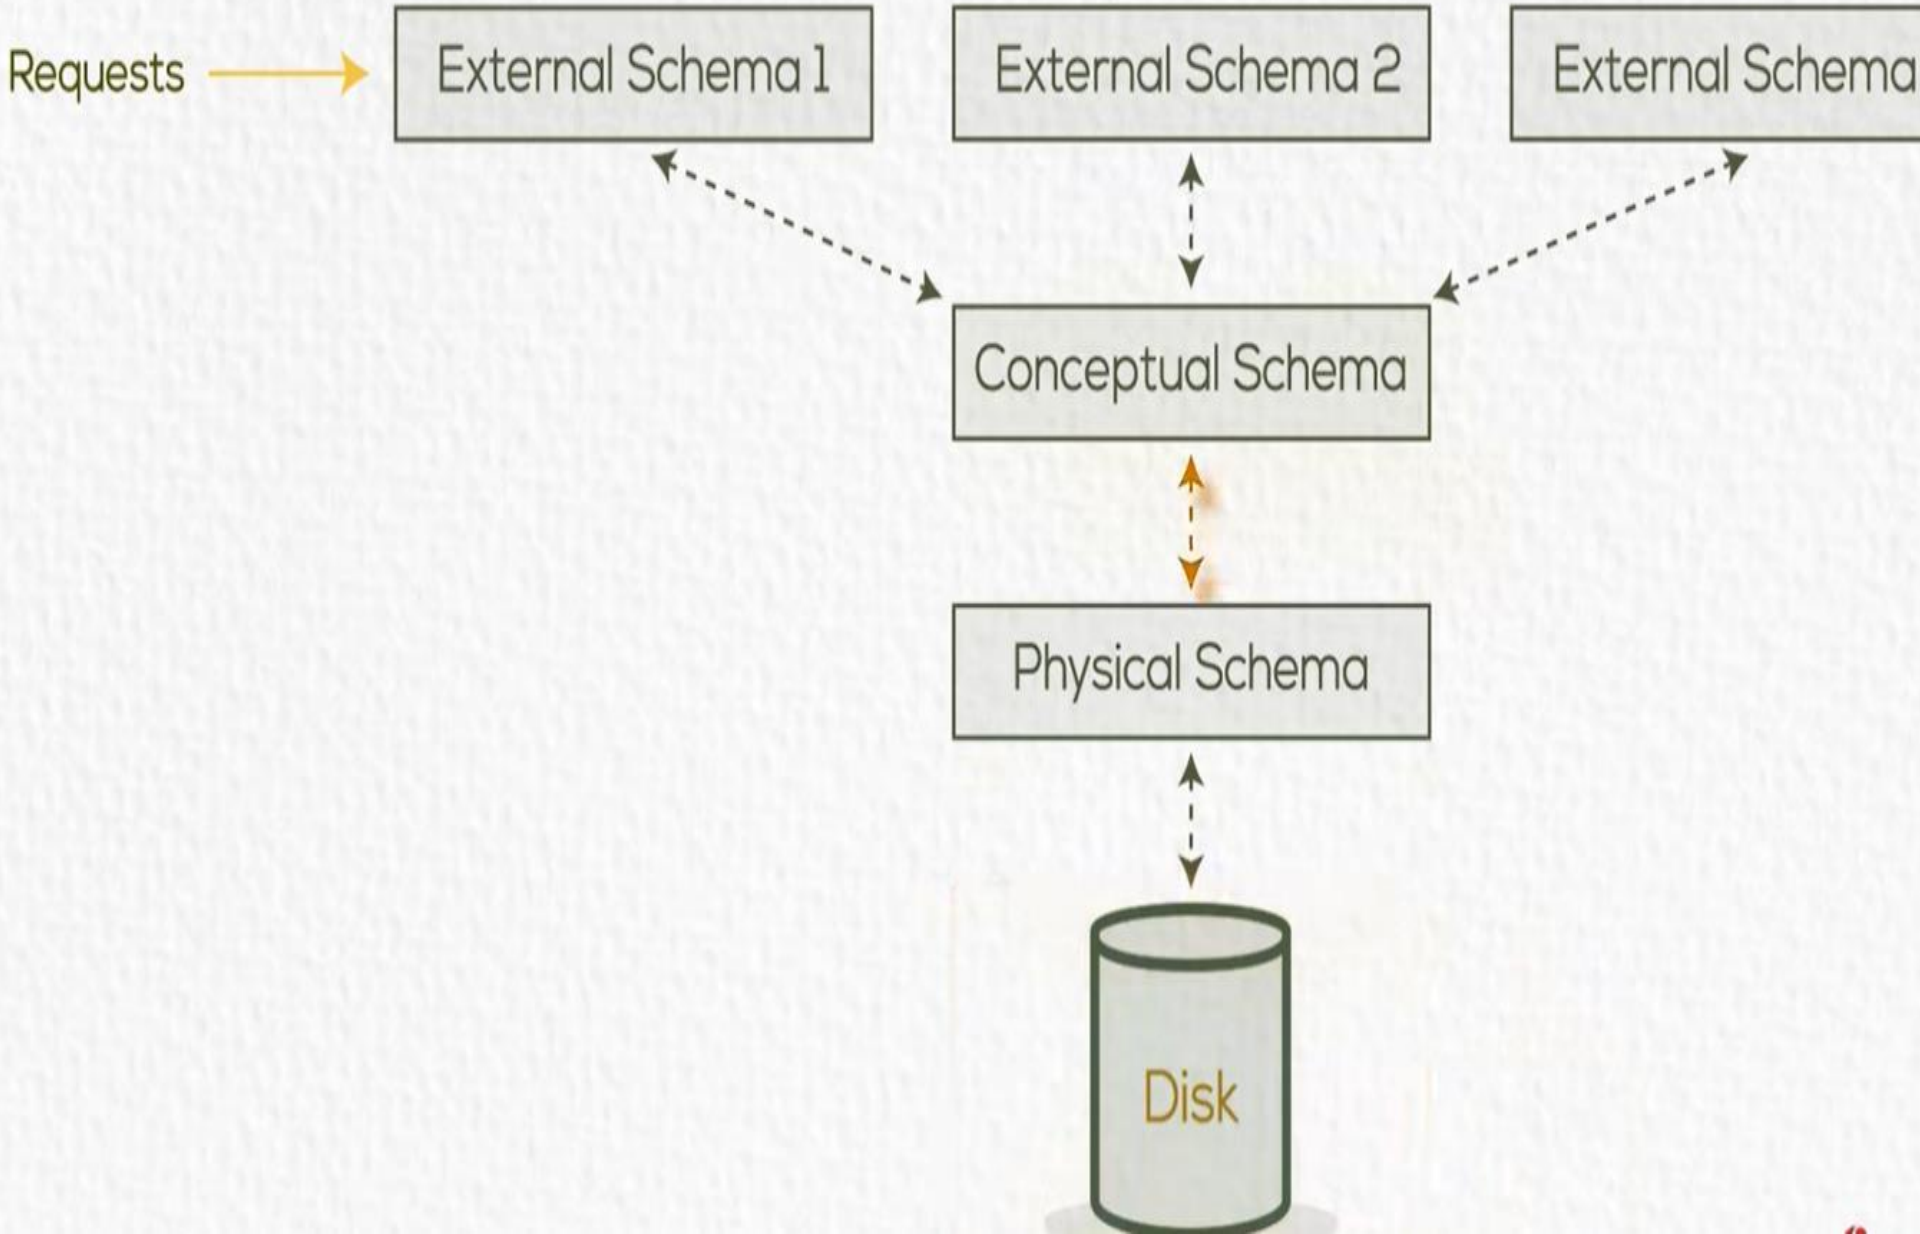 Requests
External Schema 1
External Schema 2
External Schema
Conceptual Schema
Physical Schema
Disk